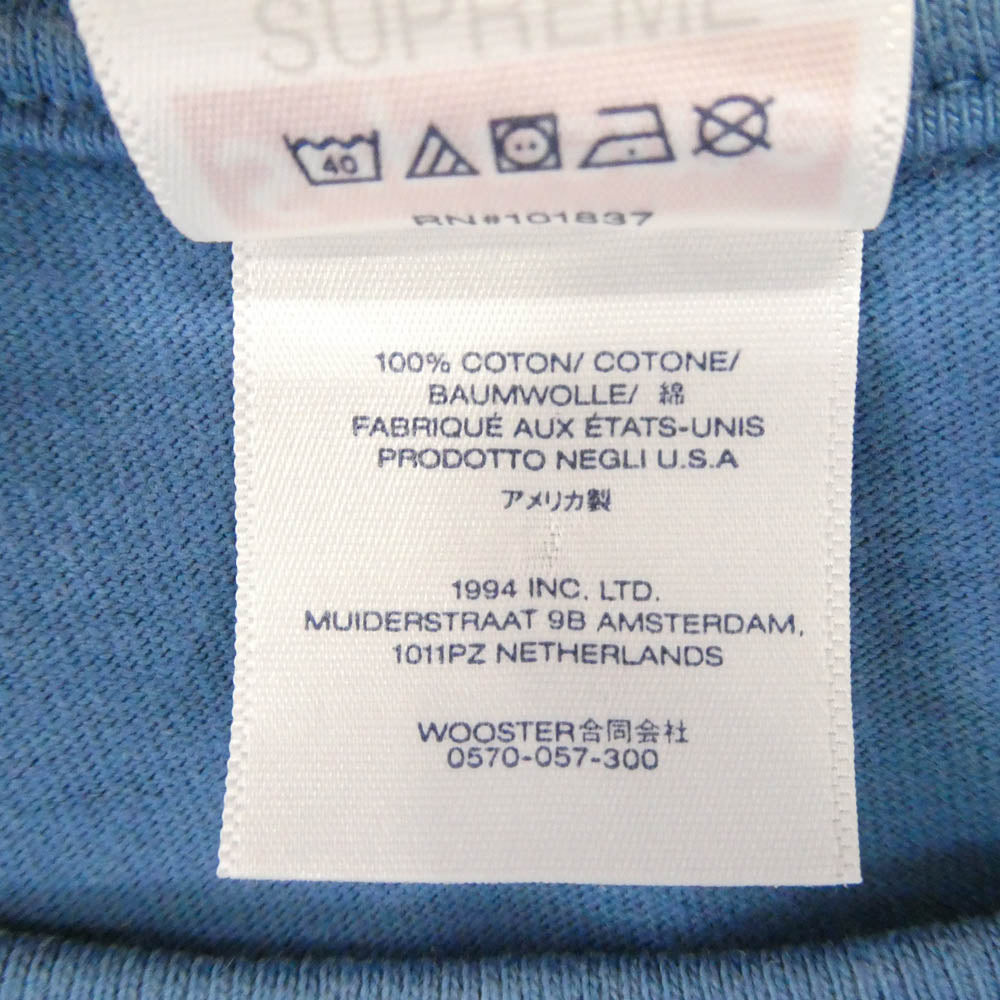 SUPREME
40
RN#101837
100% COTON/ COTONE/
BAUMWOLLE/ 綿
FABRIQUÉ AUX ÉTATS-UNIS
PRODOTTO NEGLI U.S.A
アメリカ製
1994 INC. LTD.
MUIDERSTRAAT 9B AMSTERDAM,
1011PZ NETHERLANDS
WOOSTER合同会社
0570-057-300